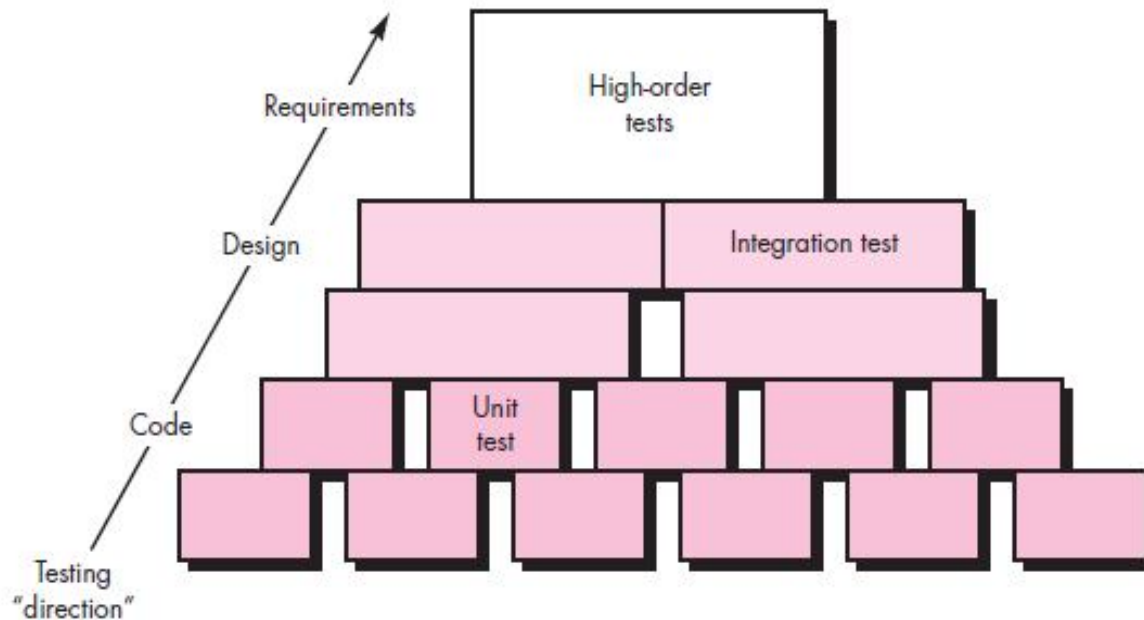 High-order
tests
Requirements
Design
Integration test
Code
Unit
test
Testing
“direction”